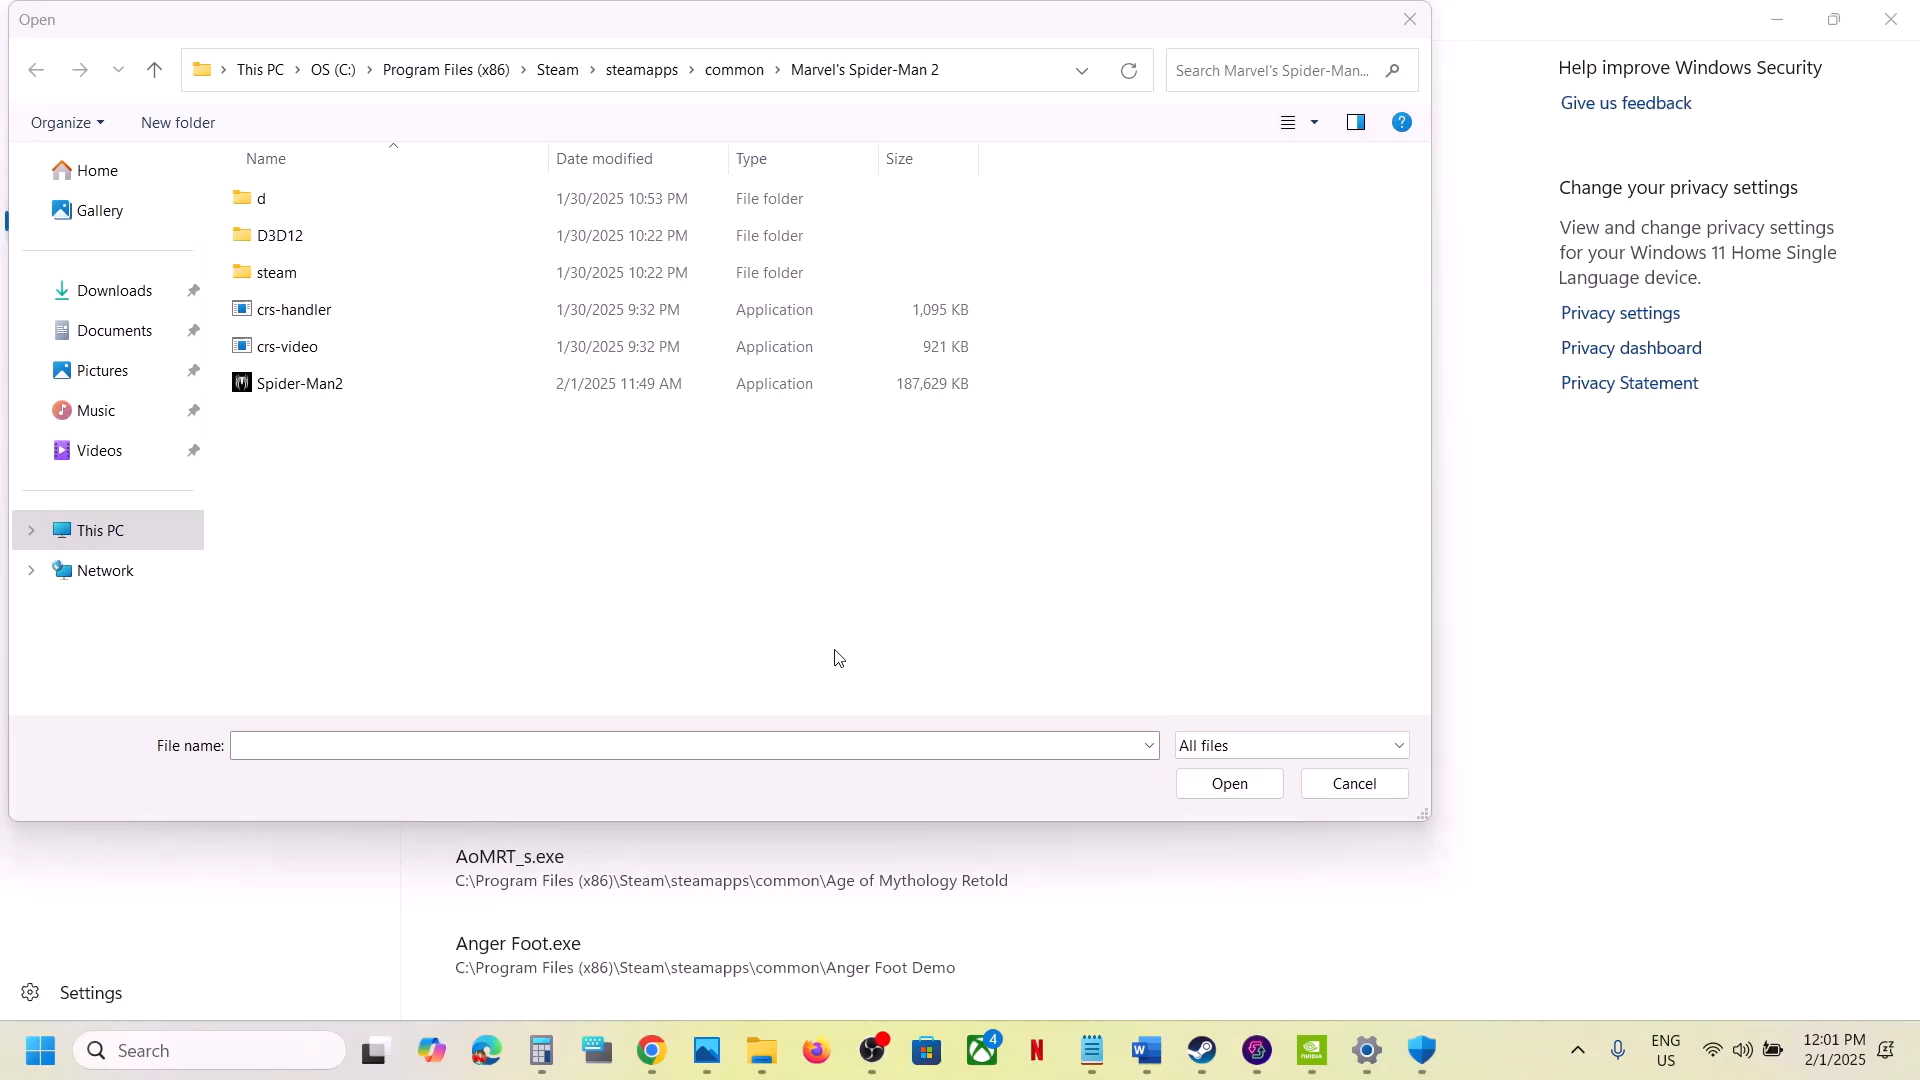 Open
This PC > OS (C:) > Program Files (x86) > Steam > steamapps > common > Marvel's Spider-Man 2
Search Marvel's Spider-Man...
Organize
New folder
Name
Date modified
Type
Size
Home
Gallery
Downloads
Documents
Pictures
Music
Videos
This PC
Network
d 1/30/2025 10:53 PM File folder
D3D12 1/30/2025 10:22 PM File folder
steam 1/30/2025 10:22 PM File folder
crs-handler 1/30/2025 9:32 PM Application 1,095 KB
crs-video 1/30/2025 9:32 PM Application 921 KB
Spider-Man2 2/1/2025 11:49 AM Application 187,629 KB
File name:
All files
Open
Cancel
Help improve Windows Security
Give us feedback
Change your privacy settings
View and change privacy settings
for your Windows 11 Home Single
Language device.
Privacy settings
Privacy dashboard
Privacy Statement
AoMRT_s.exe
C:\Program Files (x86)\Steam\steamapps\common\Age of Mythology Retold
Anger Foot.exe
C:\Program Files (x86)\Steam\steamapps\common\Anger Foot Demo
Settings
Search
4
ENG
US
12:01 PM
2/1/2025